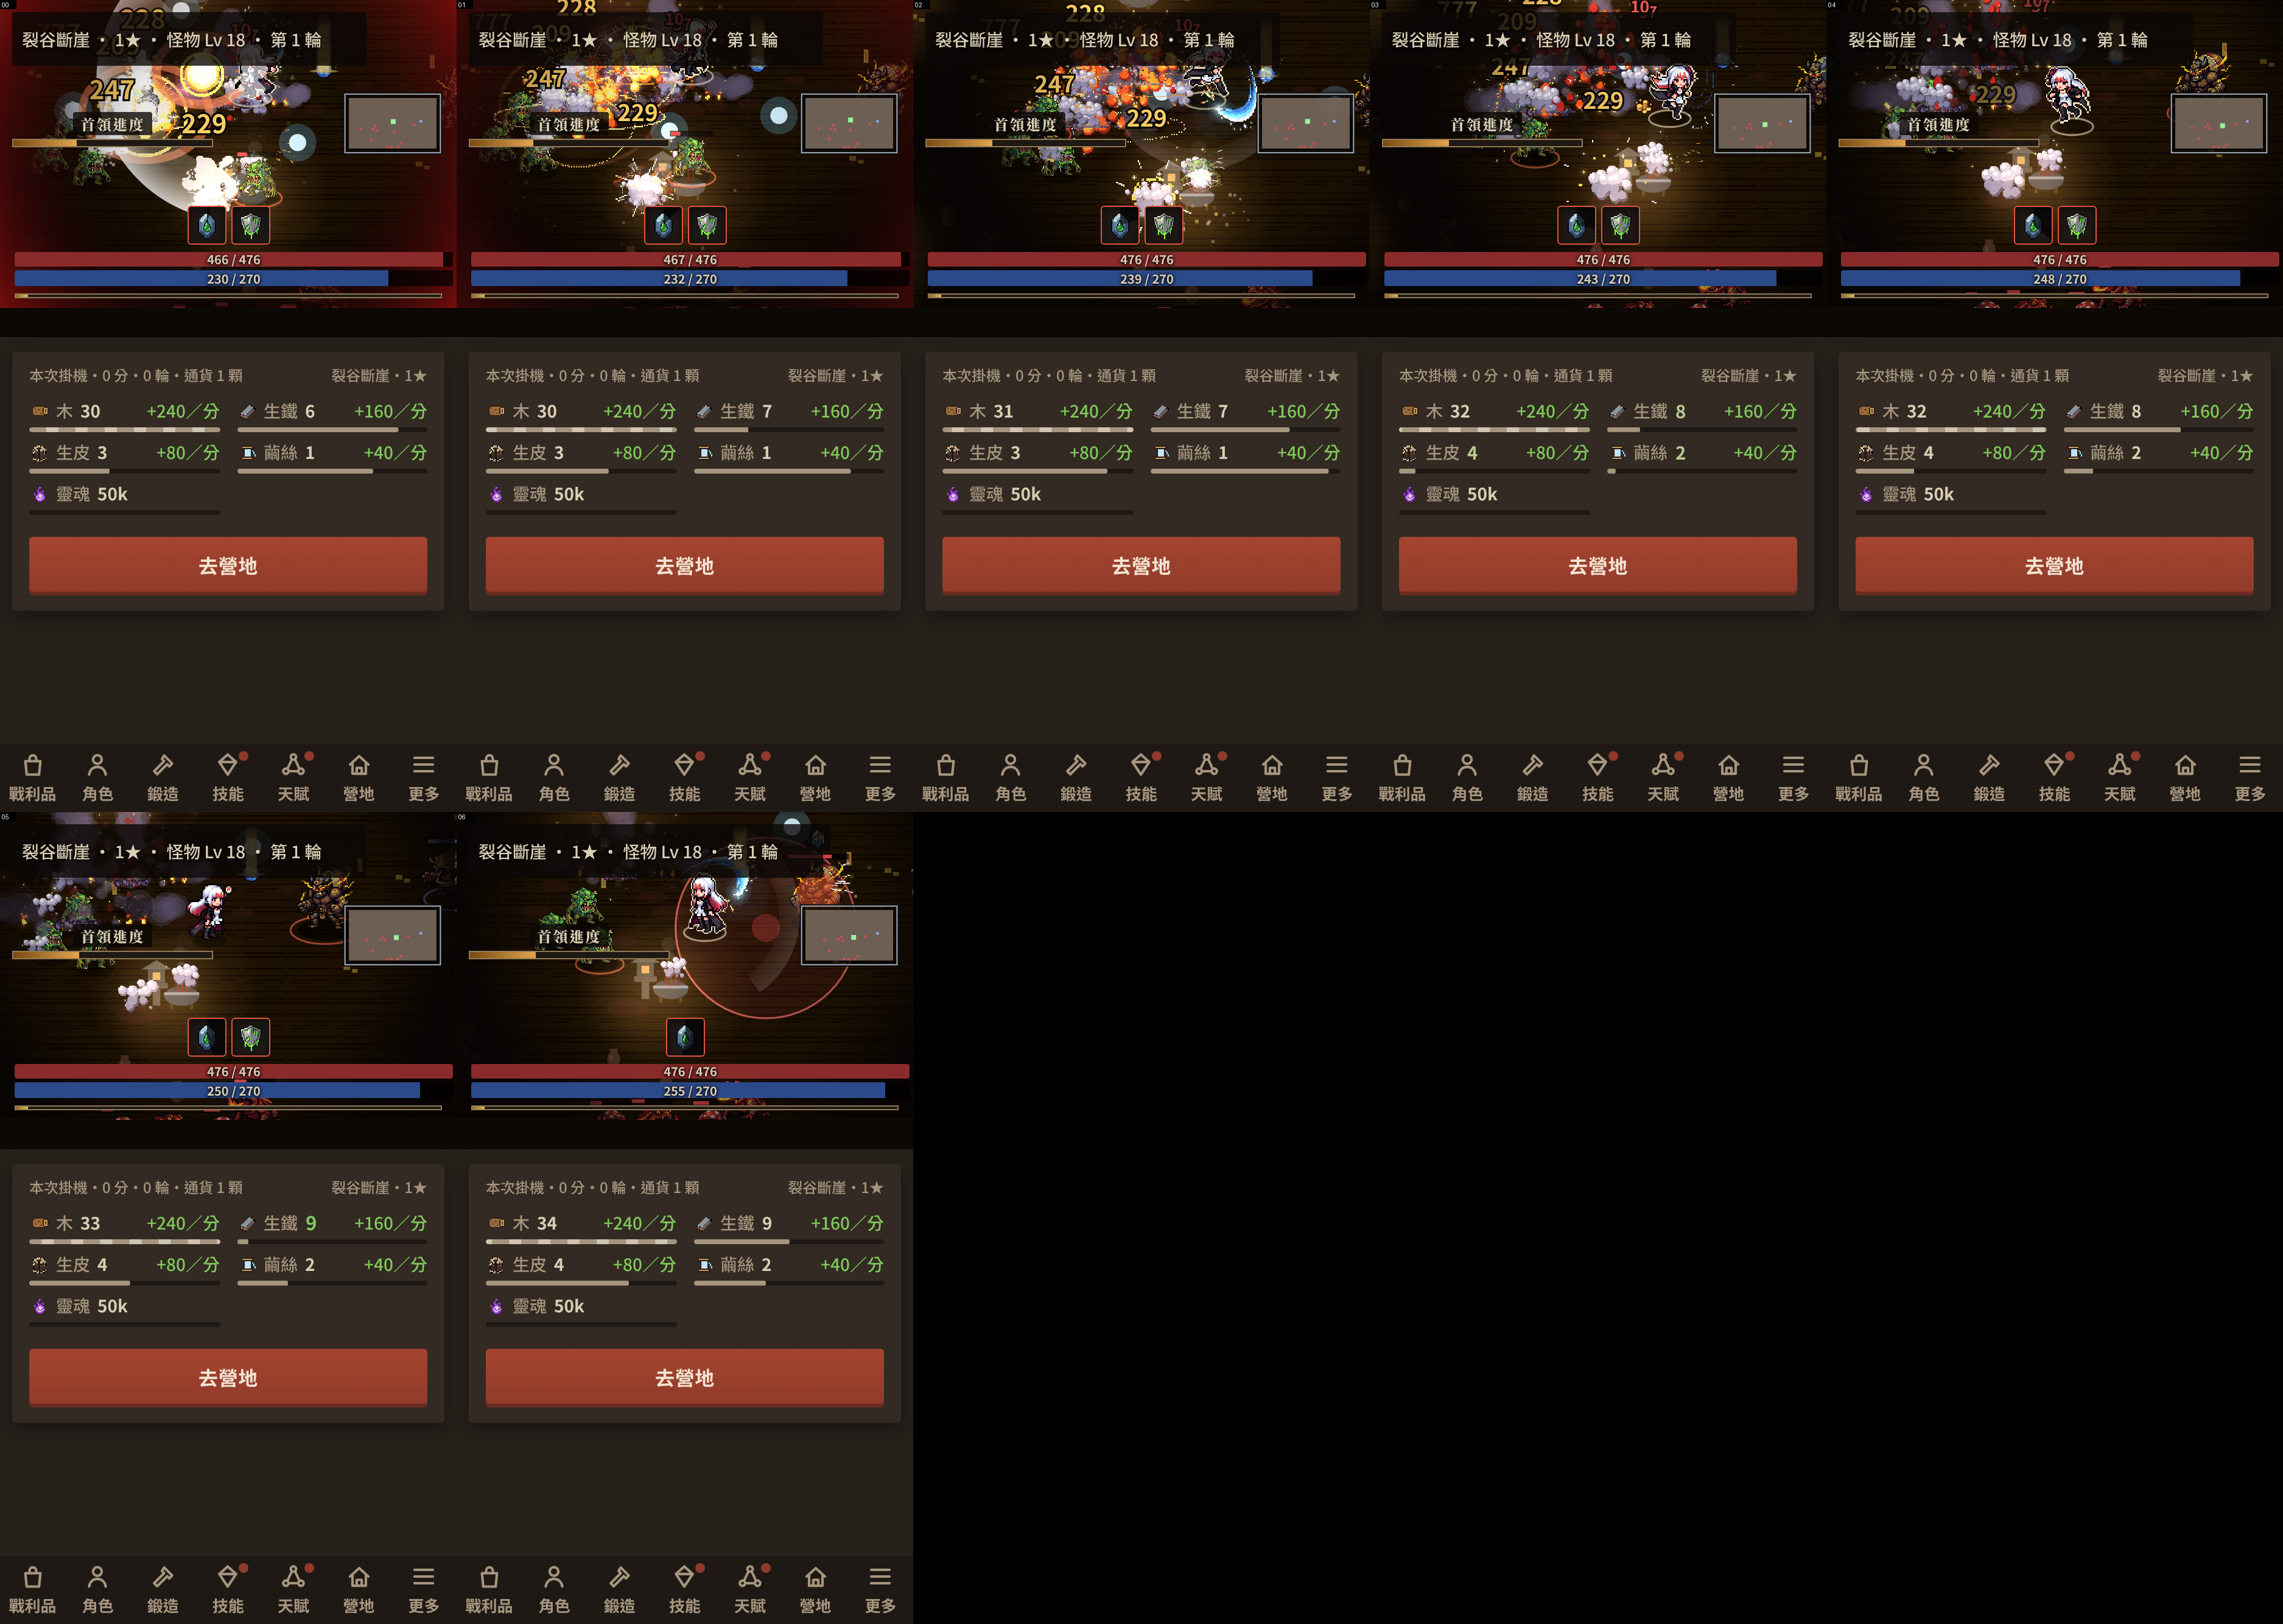 00
228
裂谷斷崖 · 1★ · 怪物 Lv 18 · 第 1 輪
247
229
首領進度
466 / 476
230 / 270
本次掛機・0 分・0 輪・通貨 1 顆
裂谷斷崖・1★
木 30 +240／分
生鐵 6 +160／分
生皮 3 +80／分
繭絲 1 +40／分
靈魂 50k
去營地
戰利品 角色 鍛造 技能 天賦 營地 更多
01
777
228
107
裂谷斷崖 · 1★ · 怪物 Lv 18 · 第 1 輪
247
229
首領進度
467 / 476
232 / 270
本次掛機・0 分・0 輪・通貨 1 顆
裂谷斷崖・1★
木 30 +240／分
生鐵 7 +160／分
生皮 3 +80／分
繭絲 1 +40／分
靈魂 50k
去營地
戰利品 角色 鍛造 技能 天賦 營地 更多
02
777
228
107
裂谷斷崖 · 1★ · 怪物 Lv 18 · 第 1 輪
247
229
首領進度
476 / 476
239 / 270
本次掛機・0 分・0 輪・通貨 1 顆
裂谷斷崖・1★
木 31 +240／分
生鐵 7 +160／分
生皮 3 +80／分
繭絲 1 +40／分
靈魂 50k
去營地
戰利品 角色 鍛造 技能 天賦 營地 更多
03
777
228
209
107
裂谷斷崖 · 1★ · 怪物 Lv 18 · 第 1 輪
247
229
首領進度
476 / 476
243 / 270
本次掛機・0 分・0 輪・通貨 1 顆
裂谷斷崖・1★
木 32 +240／分
生鐵 8 +160／分
生皮 4 +80／分
繭絲 2 +40／分
靈魂 50k
去營地
戰利品 角色 鍛造 技能 天賦 營地 更多
04
209
107
裂谷斷崖 · 1★ · 怪物 Lv 18 · 第 1 輪
247
229
首領進度
476 / 476
248 / 270
本次掛機・0 分・0 輪・通貨 1 顆
裂谷斷崖・1★
木 32 +240／分
生鐵 8 +160／分
生皮 4 +80／分
繭絲 2 +40／分
靈魂 50k
去營地
戰利品 角色 鍛造 技能 天賦 營地 更多
05
裂谷斷崖 · 1★ · 怪物 Lv 18 · 第 1 輪
首領進度
476 / 476
250 / 270
本次掛機・0 分・0 輪・通貨 1 顆
裂谷斷崖・1★
木 33 +240／分
生鐵 9 +160／分
生皮 4 +80／分
繭絲 2 +40／分
靈魂 50k
去營地
戰利品 角色 鍛造 技能 天賦 營地 更多
06
裂谷斷崖 · 1★ · 怪物 Lv 18 · 第 1 輪
首領進度
476 / 476
255 / 270
本次掛機・0 分・0 輪・通貨 1 顆
裂谷斷崖・1★
木 34 +240／分
生鐵 9 +160／分
生皮 4 +80／分
繭絲 2 +40／分
靈魂 50k
去營地
戰利品 角色 鍛造 技能 天賦 營地 更多